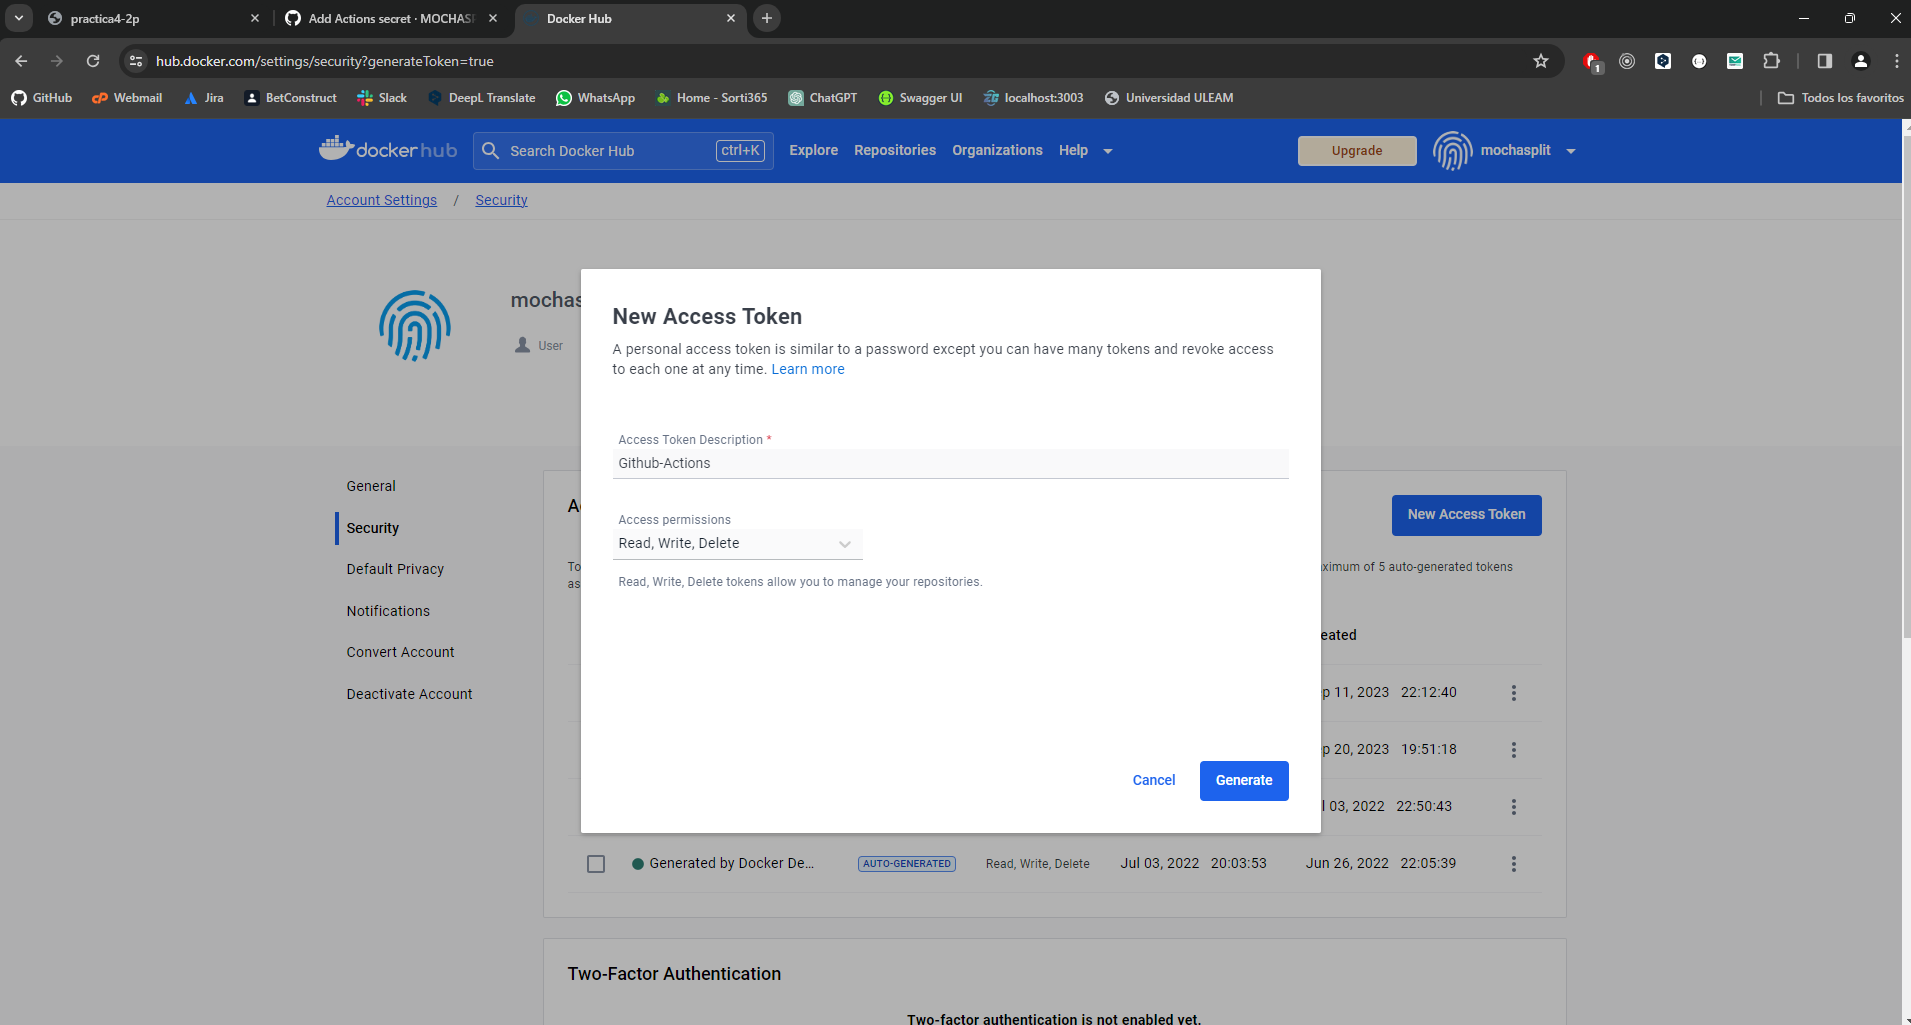 practica4-2p
Add Actions secret · MOCHASP
Docker Hub
hub.docker.com/settings/security?generateToken=true
1
GitHub
Webmail
Jira
BetConstruct
Slack
DeepL Translate
WhatsApp
Home - Sorti365
ChatGPT
Swagger UI
localhost:3003
Universidad ULEAM
Todos los favoritos
docker hub
Search Docker Hub
ctrl+K
Explore
Repositories
Organizations
Help
Upgrade
mochasplit
Account Settings / Security
mochas
User
General
Security
Default Privacy
Notifications
Convert Account
Deactivate Account
New Access Token
A personal access token is similar to a password except you can have many tokens and revoke access
to each one at any time. Learn more
Access Token Description *
Github-Actions
Access permissions
Read, Write, Delete
Read, Write, Delete tokens allow you to manage your repositories.
Cancel
Generate
New Access Token
To
ximum of 5 auto-generated tokens
as
eated
p 11, 2023 22:12:40
p 20, 2023 19:51:18
l 03, 2022 22:50:43
Generated by Docker De... AUTO-GENERATED Read, Write, Delete Jul 03, 2022 20:03:53 Jun 26, 2022 22:05:39
Two-Factor Authentication
Two-factor authentication is not enabled yet.